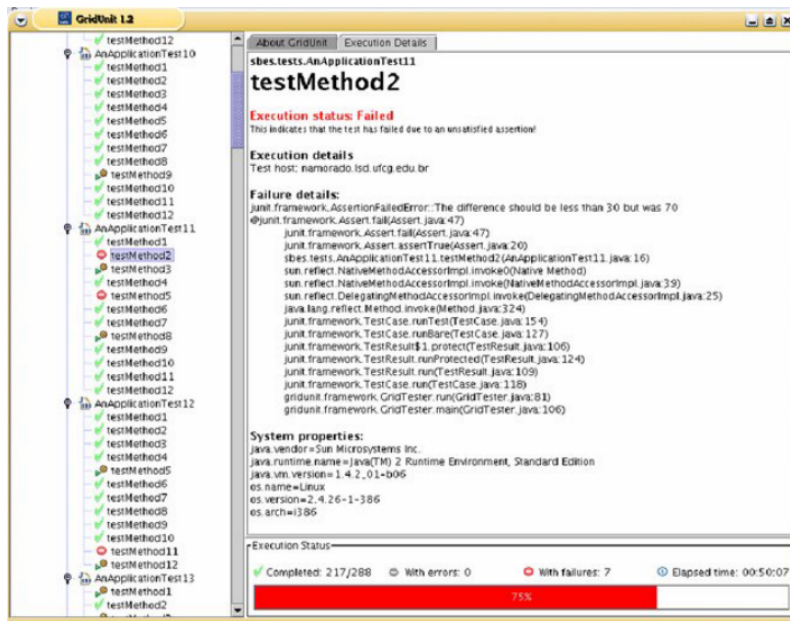 GridUnit 1.2
testMethod12
AnApplicationTest10
testMethod1
testMethod2
testMethod3
testMethod4
testMethod5
testMethod6
testMethod7
testMethod8
testMethod9
testMethod10
testMethod11
testMethod12
AnApplicationTest11
testMethod1
testMethod2
testMethod3
testMethod4
testMethod5
testMethod6
testMethod7
testMethod8
testMethod9
testMethod10
testMethod11
testMethod12
AnApplicationTest12
testMethod1
testMethod2
testMethod3
testMethod4
testMethod5
testMethod6
testMethod7
testMethod8
testMethod9
testMethod10
testMethod11
testMethod12
AnApplicationTest13
testMethod1
testMethod2
About GridUnit Execution Details
sbes.tests.AnApplicationTest11
testMethod2
Execution status: Failed
This indicates that the test has failed due to an unsatisfied assertion!
Execution details
Test host: namorado.lsd.ufcg.edu.br
Failure details:
junit.framework.AssertionFailedError::The difference should be less than 30 but was 70
@junit.framework.Assert.fail(Assert.java:47)
junit.framework.Assert.fail(Assert.java:47)
junit.framework.Assert.assertTrue(Assert.java:20)
sbes.tests.AnApplicationTest11.testMethod2(AnApplicationTest11.java:16)
sun.reflect.NativeMethodAccessorImpl.invoke0(Native Method)
sun.reflect.NativeMethodAccessorImpl.invoke(NativeMethodAccessorImpl.java:39)
sun.reflect.DelegatingMethodAccessorImpl.invoke(DelegatingMethodAccessorImpl.java:25)
java.lang.reflect.Method.invoke(Method.java:324)
junit.framework.TestCase.runTest(TestCase.java:154)
junit.framework.TestCase.runBare(TestCase.java:127)
junit.framework.TestResult$1.protect(TestResult.java:106)
junit.framework.TestResult.runProtected(TestResult.java:124)
junit.framework.TestResult.run(TestResult.java:109)
junit.framework.TestCase.run(TestCase.java:118)
gridunit.framework.GridTester.run(GridTester.java:81)
gridunit.framework.GridTester.main(GridTester.java:106)
System properties:
java.vendor=Sun Microsystems Inc.
java.runtime.name=Java(TM) 2 Runtime Environment, Standard Edition
java.vm.version=1.4.2_01-b06
os.name=Linux
os.version=2.4.26-1-386
os.arch=i386
Execution Status
Completed: 217/288 With errors: 0 With failures: 7 Elapsed time: 00:50:07
75%